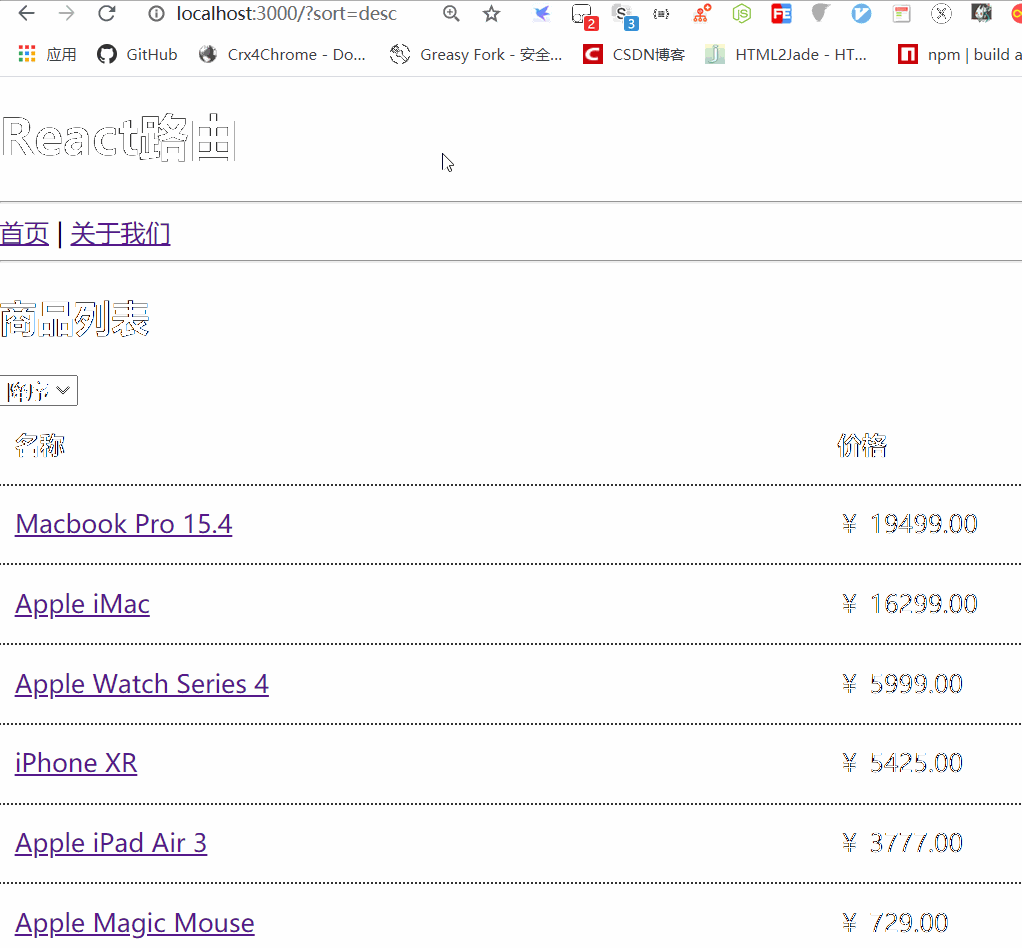 localhost:3000/?sort=desc
2
S
3
JS
FE
应用 GitHub Crx4Chrome - Do... Greasy Fork - 安全... CSDN博客 HTML2Jade - HT... npm | build a
React路由
首页 | 关于我们
商品列表
降序
名称 价格
Macbook Pro 15.4 ¥ 19499.00
Apple iMac ¥ 16299.00
Apple Watch Series 4 ¥ 5999.00
iPhone XR ¥ 5425.00
Apple iPad Air 3 ¥ 3777.00
Apple Magic Mouse ¥ 729.00